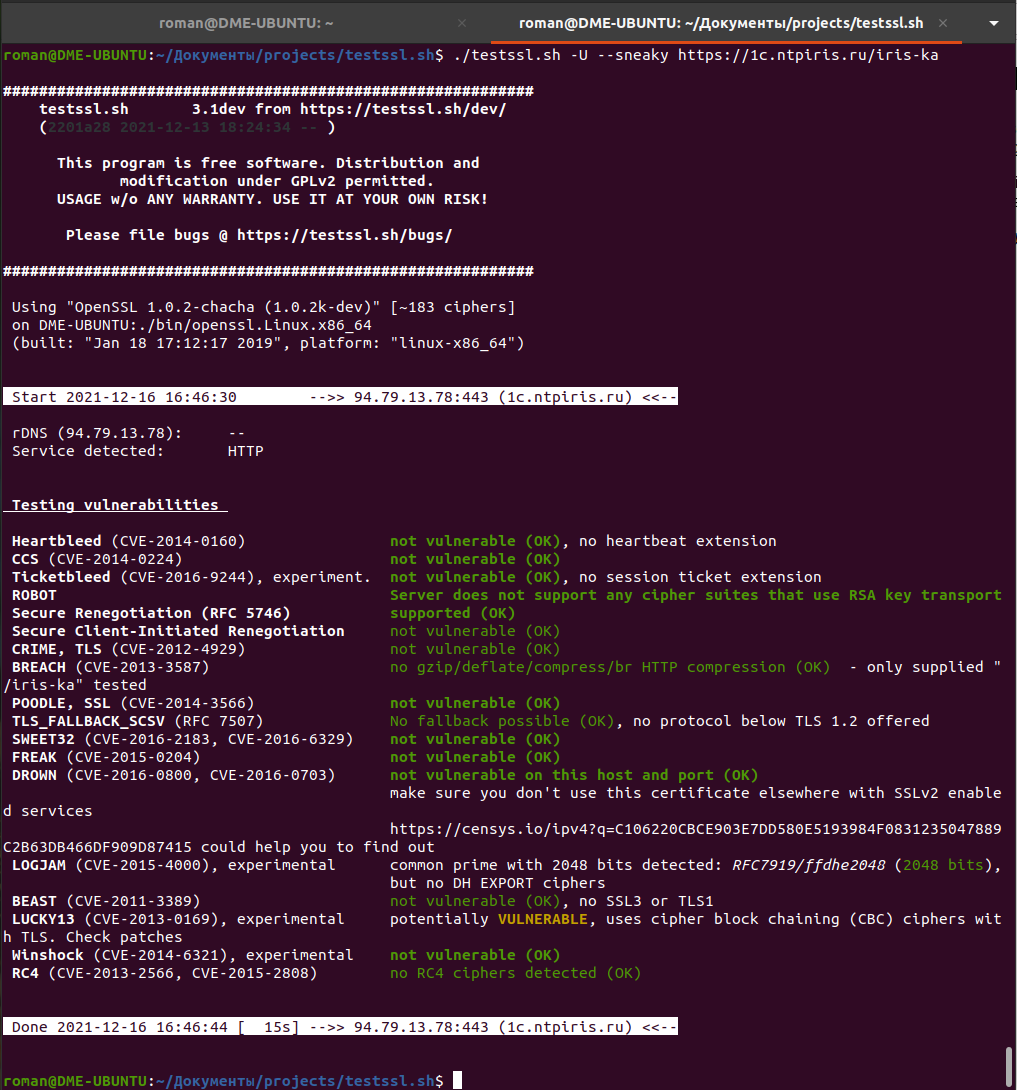 roman@DME-UBUNTU: ~
roman@DME-UBUNTU: ~/Документы/projects/testssl.sh
roman@DME-UBUNTU:~/Документы/projects/testssl.sh$ ./testssl.sh -U --sneaky https://1c.ntpiris.ru/iris-ka
###########################################################
testssl.sh 3.1dev from https://testssl.sh/dev/
(2201a28 2021-12-13 18:24:34 -- )
This program is free software. Distribution and
modification under GPLv2 permitted.
USAGE w/o ANY WARRANTY. USE IT AT YOUR OWN RISK!
Please file bugs @ https://testssl.sh/bugs/
###########################################################
Using "OpenSSL 1.0.2-chacha (1.0.2k-dev)" [~183 ciphers]
on DME-UBUNTU:./bin/openssl.Linux.x86_64
(built: "Jan 18 17:12:17 2019", platform: "linux-x86_64")
Start 2021-12-16 16:46:30 -->> 94.79.13.78:443 (1c.ntpiris.ru) <<--
rDNS (94.79.13.78): --
Service detected: HTTP
Testing vulnerabilities
Heartbleed (CVE-2014-0160) not vulnerable (OK), no heartbeat extension
CCS (CVE-2014-0224) not vulnerable (OK)
Ticketbleed (CVE-2016-9244), experiment. not vulnerable (OK), no session ticket extension
ROBOT Server does not support any cipher suites that use RSA key transport
Secure Renegotiation (RFC 5746) supported (OK)
Secure Client-Initiated Renegotiation not vulnerable (OK)
CRIME, TLS (CVE-2012-4929) not vulnerable (OK)
BREACH (CVE-2013-3587) no gzip/deflate/compress/br HTTP compression (OK) - only supplied "
/iris-ka" tested
POODLE, SSL (CVE-2014-3566) not vulnerable (OK)
TLS_FALLBACK_SCSV (RFC 7507) No fallback possible (OK), no protocol below TLS 1.2 offered
SWEET32 (CVE-2016-2183, CVE-2016-6329) not vulnerable (OK)
FREAK (CVE-2015-0204) not vulnerable (OK)
DROWN (CVE-2016-0800, CVE-2016-0703) not vulnerable on this host and port (OK)
make sure you don't use this certificate elsewhere with SSLv2 enable
d services
https://censys.io/ipv4?q=C106220CBCE903E7DD580E5193984F0831235047889
C2B63DB466DF909D87415 could help you to find out
LOGJAM (CVE-2015-4000), experimental common prime with 2048 bits detected: RFC7919/ffdhe2048 (2048 bits),
but no DH EXPORT ciphers
BEAST (CVE-2011-3389) not vulnerable (OK), no SSL3 or TLS1
LUCKY13 (CVE-2013-0169), experimental potentially VULNERABLE, uses cipher block chaining (CBC) ciphers wit
h TLS. Check patches
Winshock (CVE-2014-6321), experimental not vulnerable (OK)
RC4 (CVE-2013-2566, CVE-2015-2808) no RC4 ciphers detected (OK)
Done 2021-12-16 16:46:44 [ 15s] -->> 94.79.13.78:443 (1c.ntpiris.ru) <<--
roman@DME-UBUNTU:~/Документы/projects/testssl.sh$